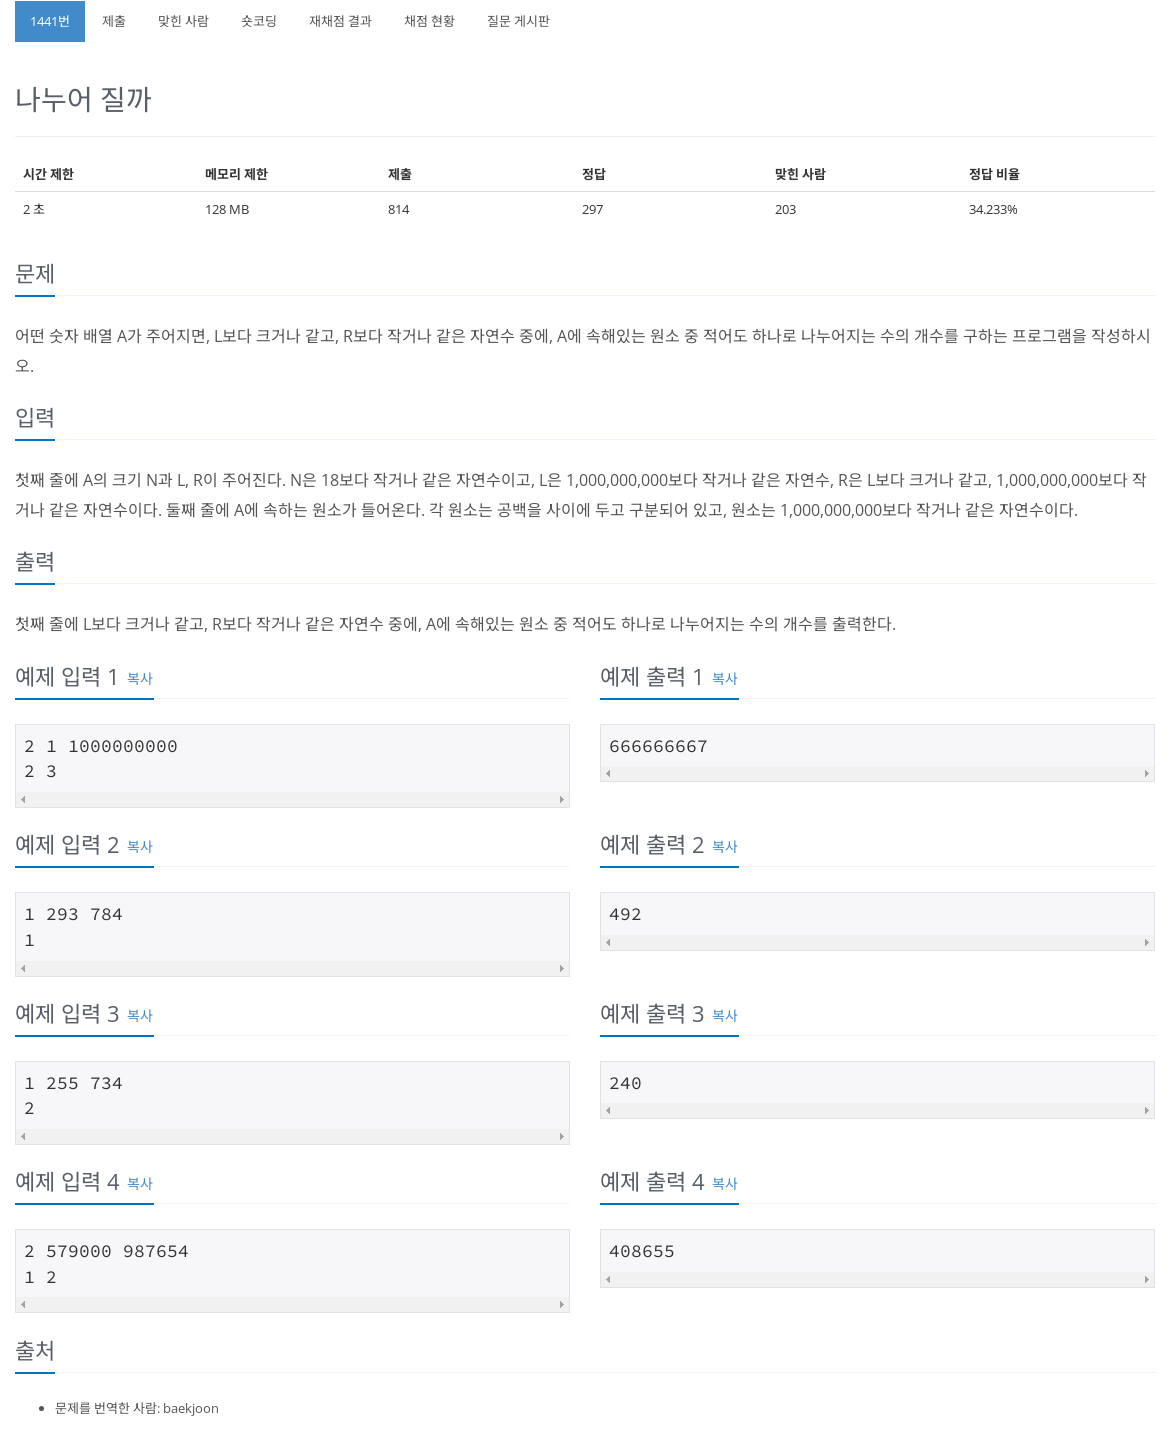 1441번 제출 맞힌 사람 숏코딩 재채점 결과 채점 현황 질문 게시판
나누어 질까
시간 제한 메모리 제한 제출 정답 맞힌 사람 정답 비율
2 초 128 MB 814 297 203 34.233%
문제
어떤 숫자 배열 A가 주어지면, L보다 크거나 같고, R보다 작거나 같은 자연수 중에, A에 속해있는 원소 중 적어도 하나로 나누어지는 수의 개수를 구하는 프로그램을 작성하시
오.
입력
첫째 줄에 A의 크기 N과 L, R이 주어진다. N은 18보다 작거나 같은 자연수이고, L은 1,000,000,000보다 작거나 같은 자연수, R은 L보다 크거나 같고, 1,000,000,000보다 작
거나 같은 자연수이다. 둘째 줄에 A에 속하는 원소가 들어온다. 각 원소는 공백을 사이에 두고 구분되어 있고, 원소는 1,000,000,000보다 작거나 같은 자연수이다.
출력
첫째 줄에 L보다 크거나 같고, R보다 작거나 같은 자연수 중에, A에 속해있는 원소 중 적어도 하나로 나누어지는 수의 개수를 출력한다.
예제 입력 1 복사
2 1 1000000000
2 3
예제 출력 1 복사
666666667
예제 입력 2 복사
1 293 784
1
예제 출력 2 복사
492
예제 입력 3 복사
1 255 734
2
예제 출력 3 복사
240
예제 입력 4 복사
2 579000 987654
1 2
예제 출력 4 복사
408655
출처
문제를 번역한 사람: baekjoon